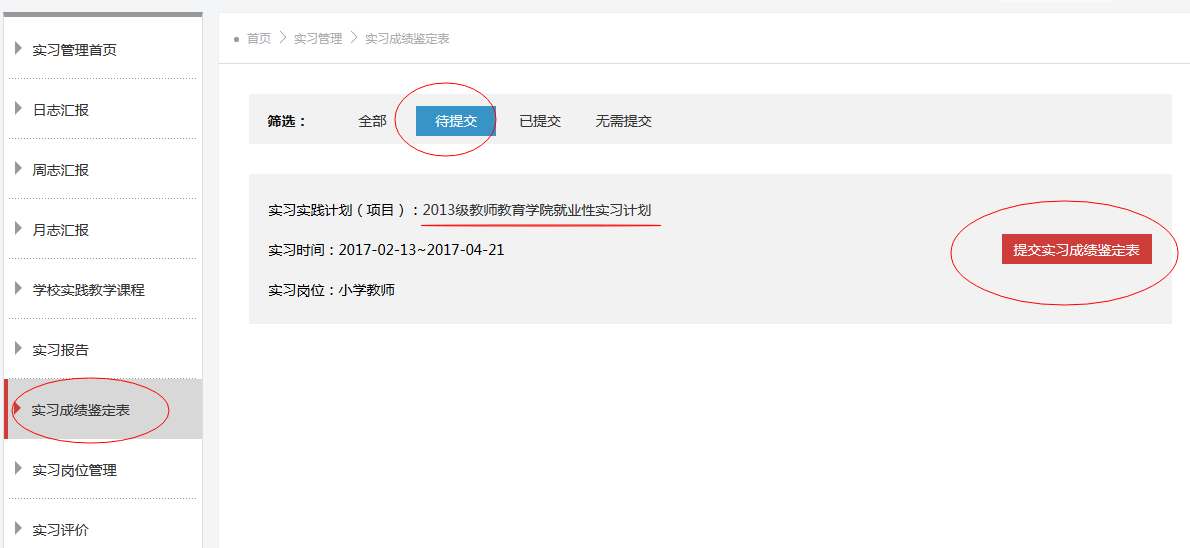 实习管理首页
日志汇报
周志汇报
月志汇报
学校实践教学课程
实习报告
实习成绩鉴定表
实习岗位管理
实习评价
首页 实习管理 实习成绩鉴定表
筛选： 全部 待提交 已提交 无需提交
实习实践计划（项目）：2013级教师教育学院就业性实习计划
实习时间：2017-02-13~2017-04-21
提交实习成绩鉴定表
实习岗位：小学教师